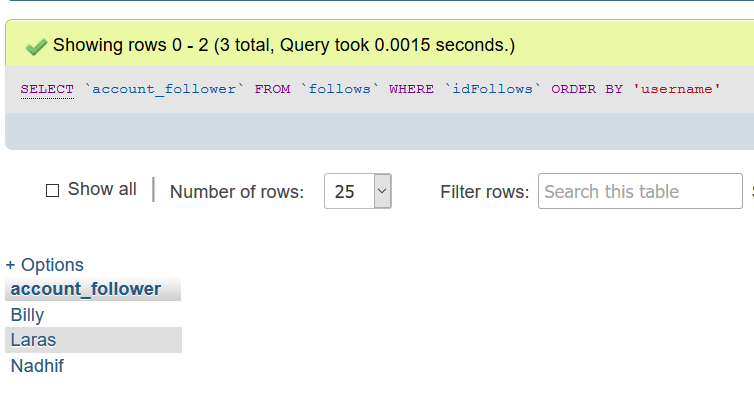 Showing rows 0 - 2 (3 total, Query took 0.0015 seconds.)
SELECT `account_follower` FROM `follows` WHERE `idFollows` ORDER BY 'username'
Show all | Number of rows: 25 Filter rows: Search this table
+ Options
account_follower
Billy
Laras
Nadhif